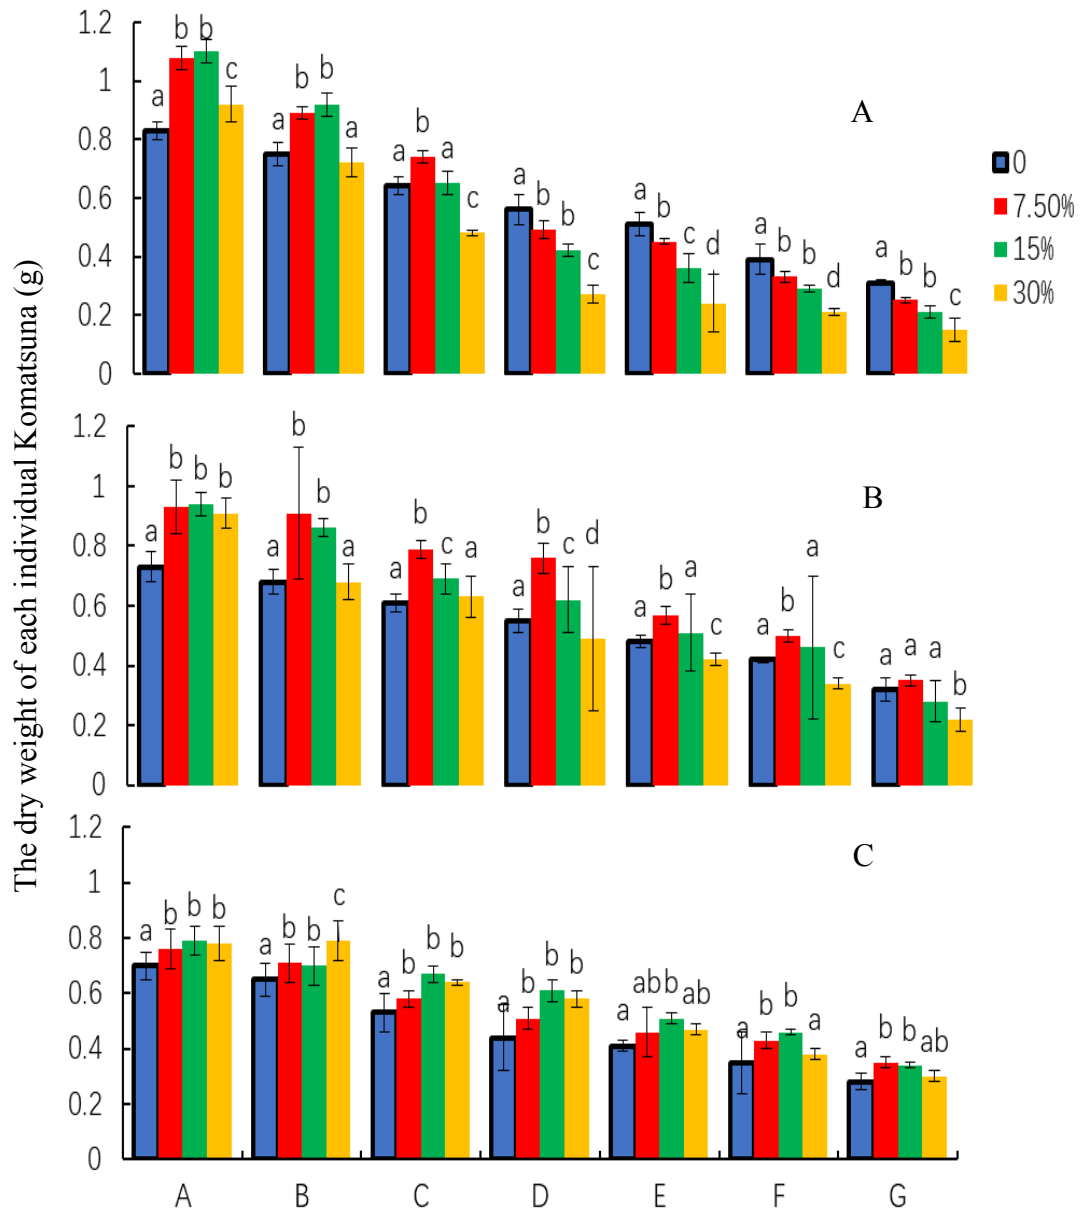 The dry weight of each individual Komatsuna (g)
1.2
1
0.8
0.6
0.4
0.2
0
a b b c
a b b a
a b a c
a b b c
a b c d
a b b d
a b b c
A
0
7.50%
15%
30%
1.2
1
0.8
0.6
0.4
0.2
0
a b b b
a b b a
a b c a
a b c d
a b a c
a b a c
a a a b
B
1.2
1
0.8
0.6
0.4
0.2
0
a b b b
a b b c
a b b b
a b b b
a ab b ab
a b b a
a b b ab
C
A B C D E F G